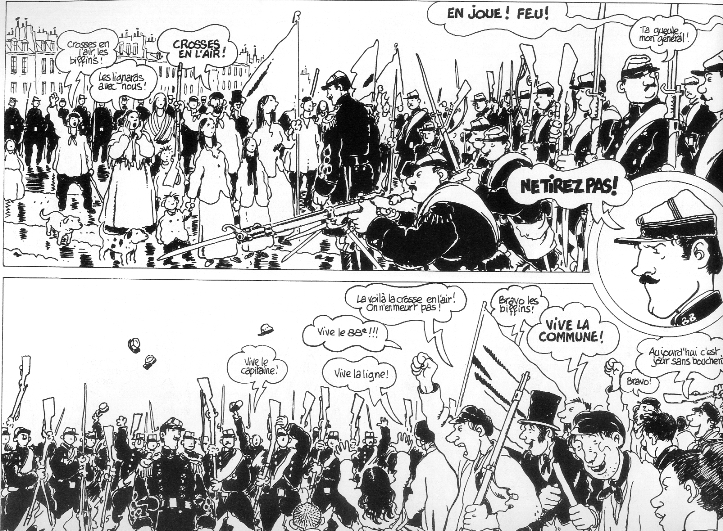 Crosses en
l'air, les
biffins!
Les lignards
avec nous!
CROSSES
EN L'AIR!
EN JOUE! FEU!
Ta gueule,
mon général!
NE TIREZ PAS!
88
La voilà la crosse en l'air!
On n'en meurt pas!
Vive le 88e!!!
Vive le
capitaine!
Vive la ligne!
Bravo les
biffins!
VIVE LA
COMMUNE!
Aujourd'hui c'est
jour sans boucherie
Bravo!